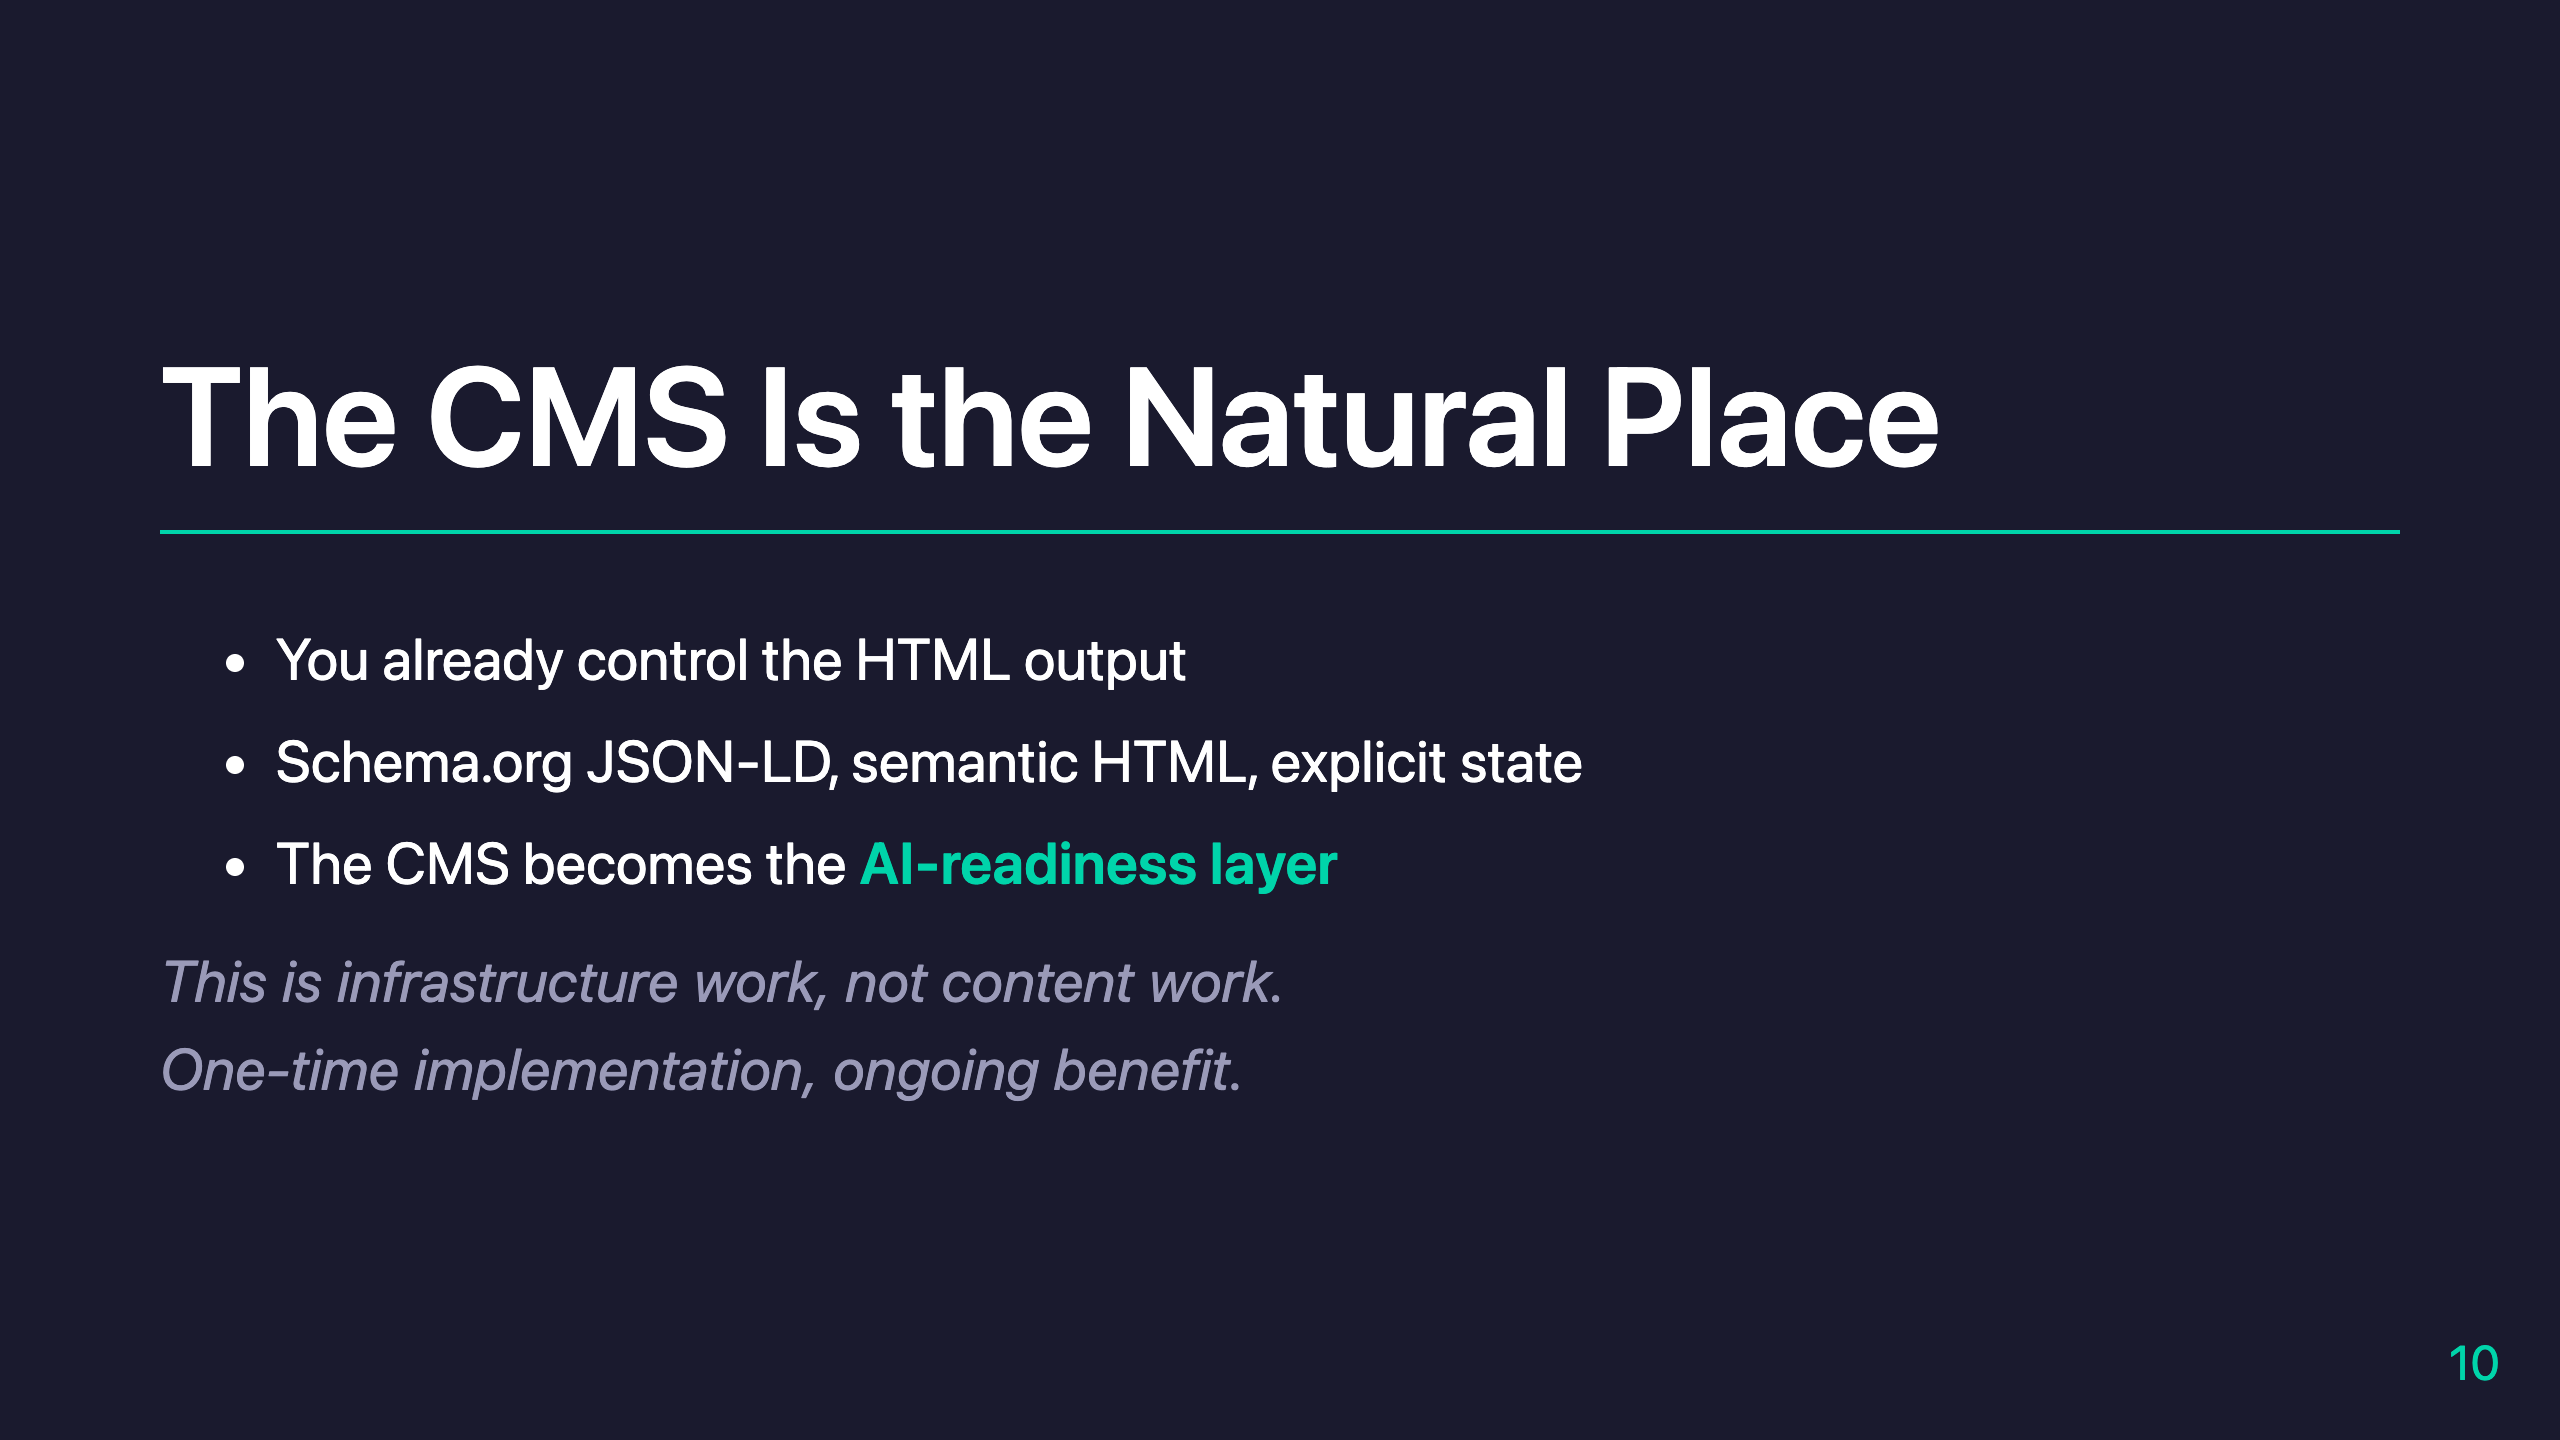 The CMS Is the Natural Place
• You already control the HTML output
• Schema.org JSON-LD, semantic HTML, explicit state
• The CMS becomes the AI-readiness layer
This is infrastructure work, not content work.
One-time implementation, ongoing benefit.
10